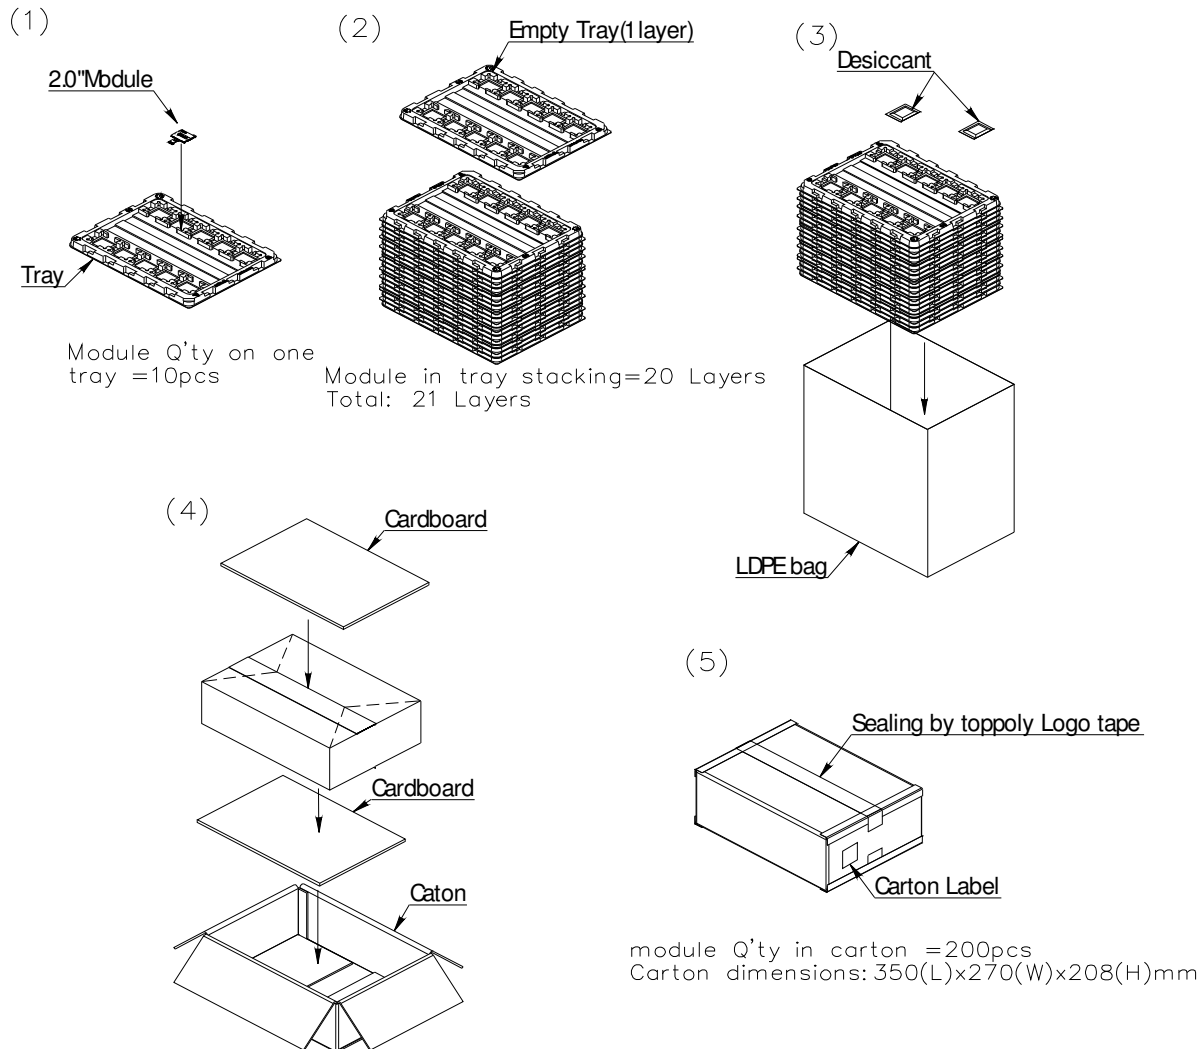 (1)
2.0"Module
Tray
Module Q'ty on one
tray =10pcs
(2)
Empty Tray(1 layer)
Module in tray stacking=20 Layers
Total: 21 Layers
(3)
Desiccant
LDPE bag
(4)
Cardboard
Cardboard
Caton
(5)
Sealing by toppoly Logo tape
Carton Label
module Q'ty in carton =200pcs
Carton dimensions: 350(L)x270(W)x208(H)mm